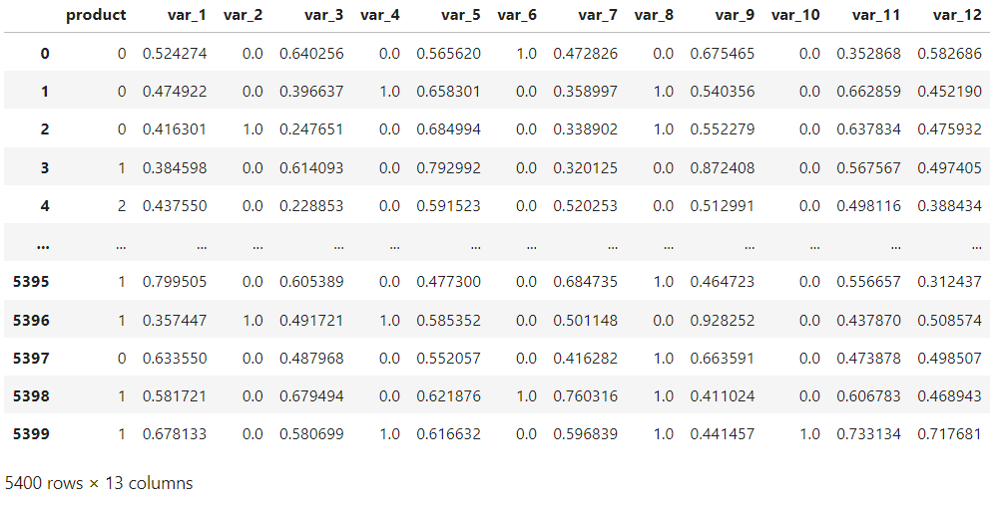 product var_1 var_2 var_3 var_4 var_5 var_6 var_7 var_8 var_9 var_10 var_11 var_12
0 0 0.524274 0.0 0.640256 0.0 0.565620 1.0 0.472826 0.0 0.675465 0.0 0.352868 0.582686
1 0 0.474922 0.0 0.396637 1.0 0.658301 0.0 0.358997 1.0 0.540356 0.0 0.662859 0.452190
2 0 0.416301 1.0 0.247651 0.0 0.684994 0.0 0.338902 1.0 0.552279 0.0 0.637834 0.475932
3 1 0.384598 0.0 0.614093 0.0 0.792992 0.0 0.320125 0.0 0.872408 0.0 0.567567 0.497405
4 2 0.437550 0.0 0.228853 0.0 0.591523 0.0 0.520253 0.0 0.512991 0.0 0.498116 0.388434
... ... ... ... ... ... ... ... ... ... ... ... ... ...
5395 1 0.799505 0.0 0.605389 0.0 0.477300 0.0 0.684735 1.0 0.464723 0.0 0.556657 0.312437
5396 1 0.357447 1.0 0.491721 1.0 0.585352 0.0 0.501148 0.0 0.928252 0.0 0.437870 0.508574
5397 0 0.633550 0.0 0.487968 0.0 0.552057 0.0 0.416282 1.0 0.663591 0.0 0.473878 0.498507
5398 1 0.581721 0.0 0.679494 0.0 0.621876 1.0 0.760316 1.0 0.411024 0.0 0.606783 0.468943
5399 1 0.678133 0.0 0.580699 1.0 0.616632 0.0 0.596839 1.0 0.441457 1.0 0.733134 0.717681
5400 rows × 13 columns